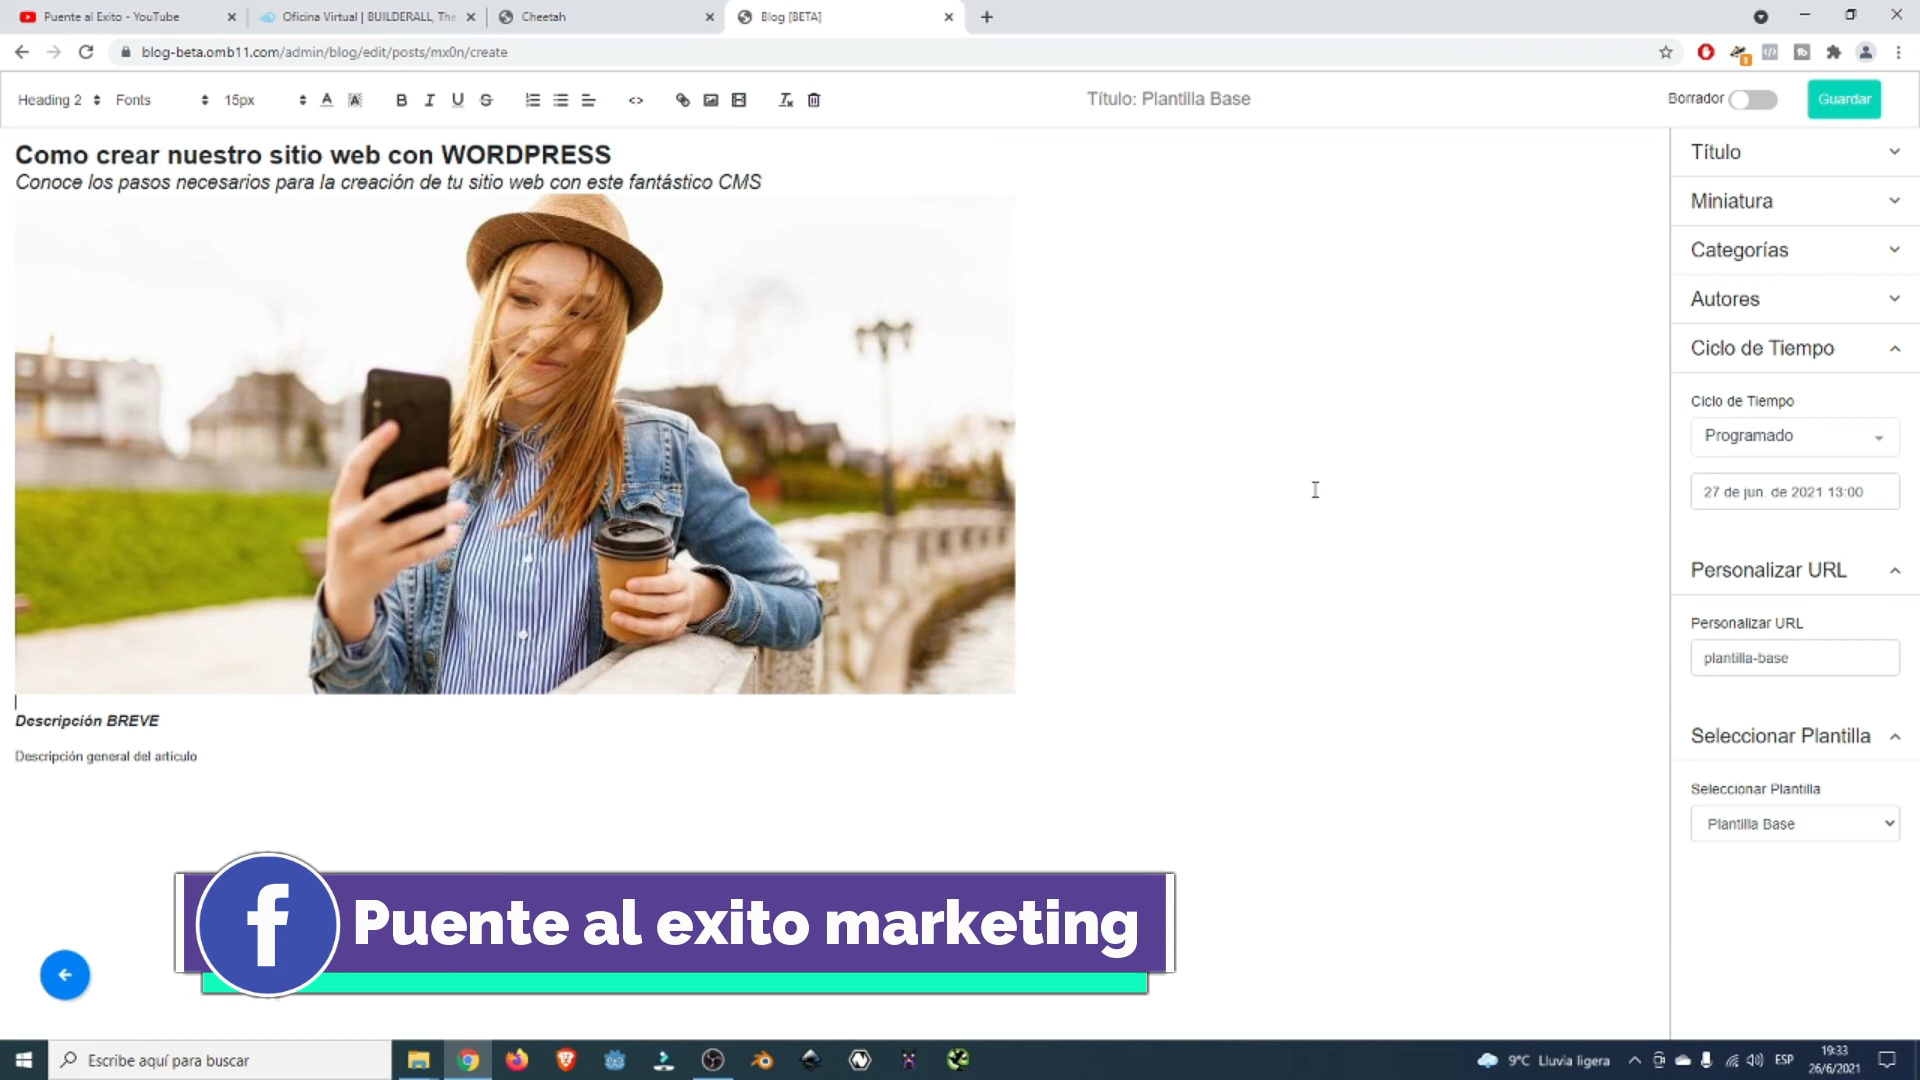 Puente al Exito - YouTube
Oficina Virtual | BUILDERALL, The
Cheetah
Blog [BETA]
blog-beta.omb11.com/admin/blog/edit/posts/mx0n/create
Heading 2
Fonts
15px
Título: Plantilla Base
Borrador
Guardar
Como crear nuestro sitio web con WORDPRESS
Conoce los pasos necesarios para la creación de tu sitio web con este fantástico CMS
Descripción BREVE
Descripción general del artículo
Título
Miniatura
Categorías
Autores
Ciclo de Tiempo
Ciclo de Tiempo
Programado
27 de jun. de 2021 13:00
Personalizar URL
Personalizar URL
plantilla-base
Seleccionar Plantilla
Seleccionar Plantilla
Plantilla Base
Puente al exito marketing
Escribe aquí para buscar
9°C Lluvia ligera
ESP
19:33
26/6/2021